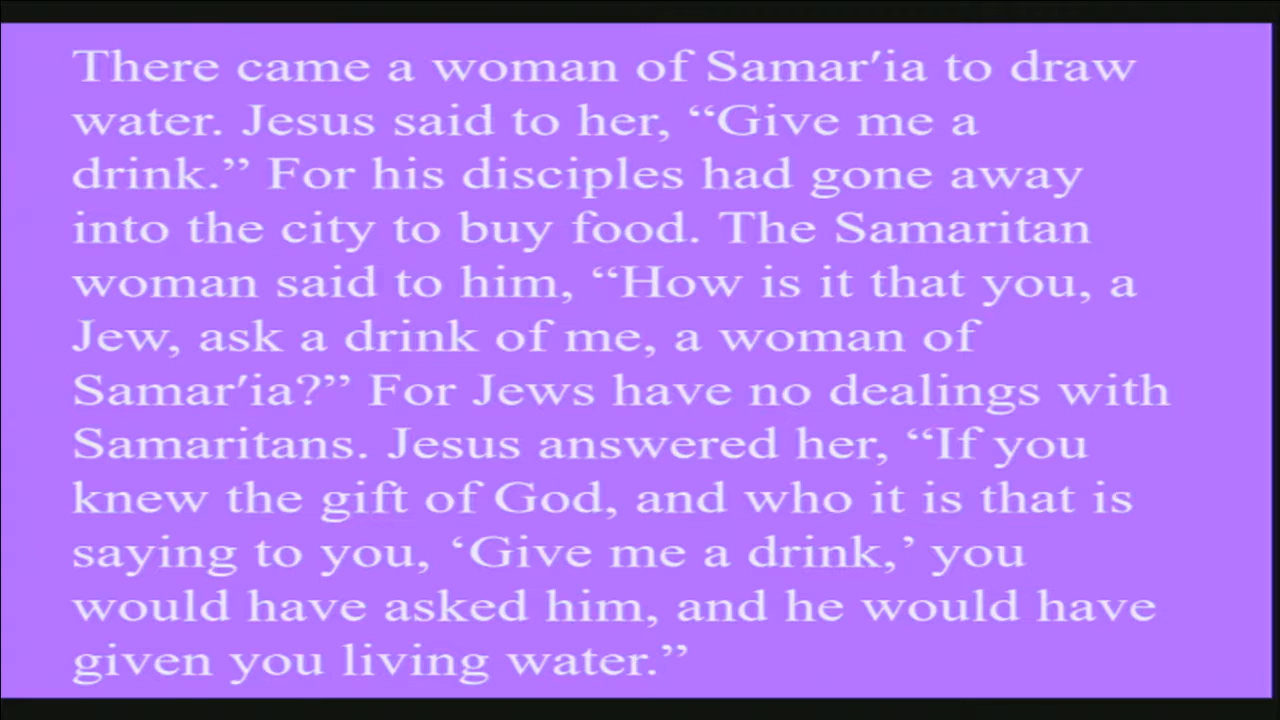 There came a woman of Samar′ia to draw
water. Jesus said to her, “Give me a
drink.” For his disciples had gone away
into the city to buy food. The Samaritan
woman said to him, “How is it that you, a
Jew, ask a drink of me, a woman of
Samar′ia?” For Jews have no dealings with
Samaritans. Jesus answered her, “If you
knew the gift of God, and who it is that is
saying to you, ‘Give me a drink,’ you
would have asked him, and he would have
given you living water.”